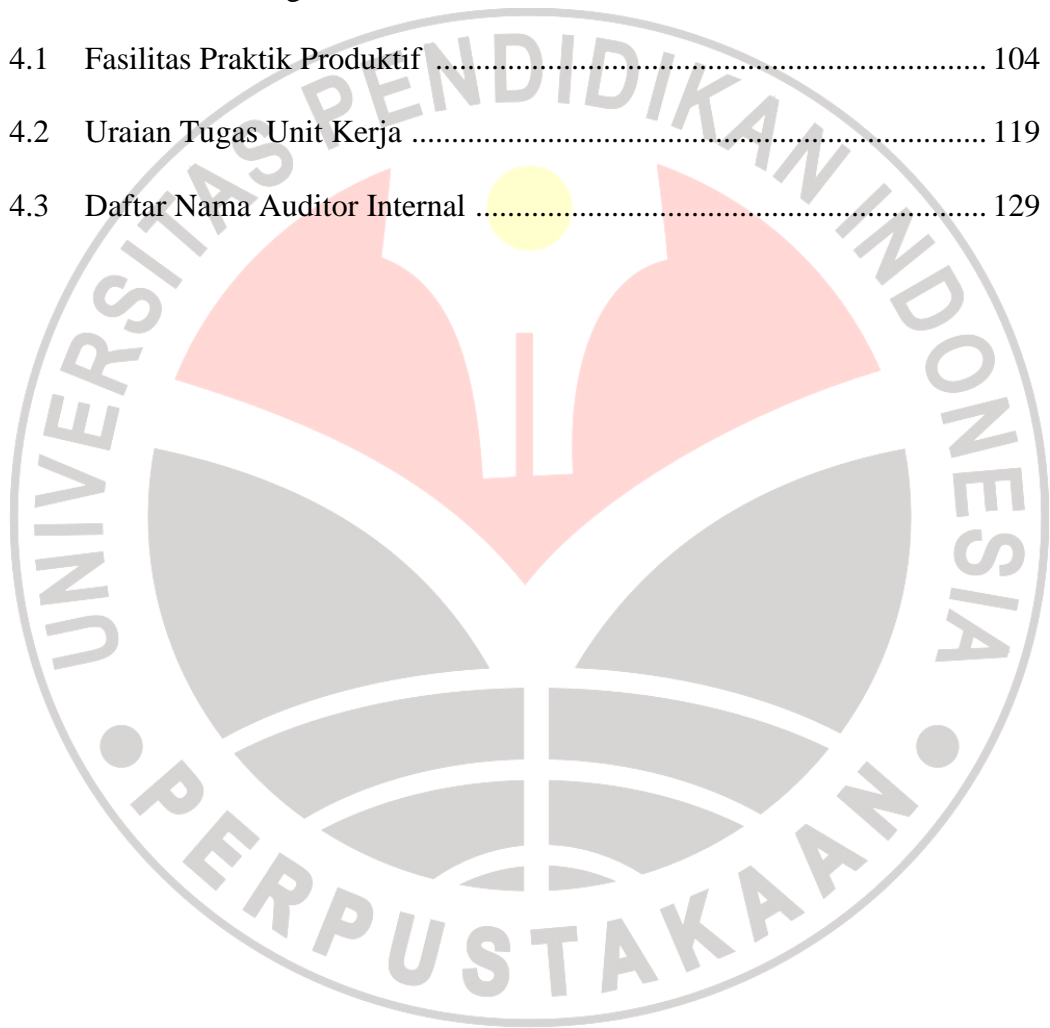 4.1 Fasilitas Praktik Produktif ................................................................................ 104
4.2 Uraian Tugas Unit Kerja ................................................................................... 119
4.3 Daftar Nama Auditor Internal .......................................................................... 129
UNIVERSITAS PENDIDIKAN INDONESIA
PERPUSTAKAAN